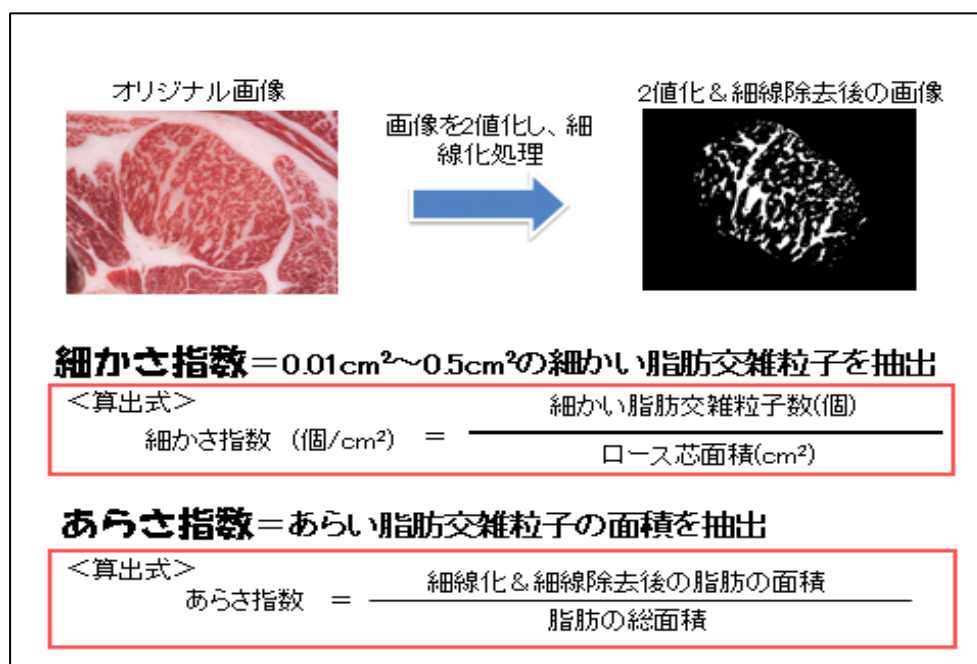 オリジナル画像
2値化＆細線除去後の画像
画像を2値化し、細
線化処理
細かさ指数＝0.01cm²～0.5cm²の細かい脂肪交雑粒子を抽出
＜算出式＞
細かい脂肪交雑粒子数(個)
細かさ指数 (個/cm²) ＝
ロース芯面積(cm²)
あらさ指数＝あらい脂肪交雑粒子の面積を抽出
＜算出式＞
細線化＆細線除去後の脂肪の面積
あらさ指数 ＝
脂肪の総面積